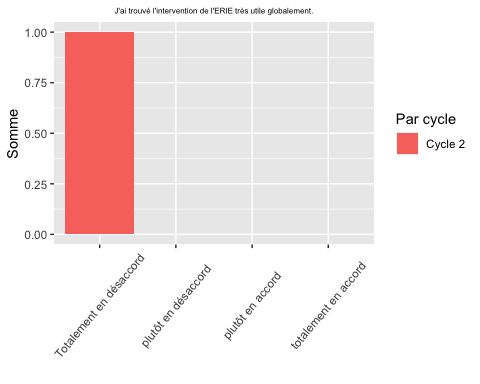 J'ai trouvé l'intervention de l'ERIE très utile globalement.
1.00
0.75
0.50
0.25
0.00
Somme
Totalement en désaccord
plutôt en désaccord
plutôt en accord
totalement en accord
Par cycle
Cycle 2